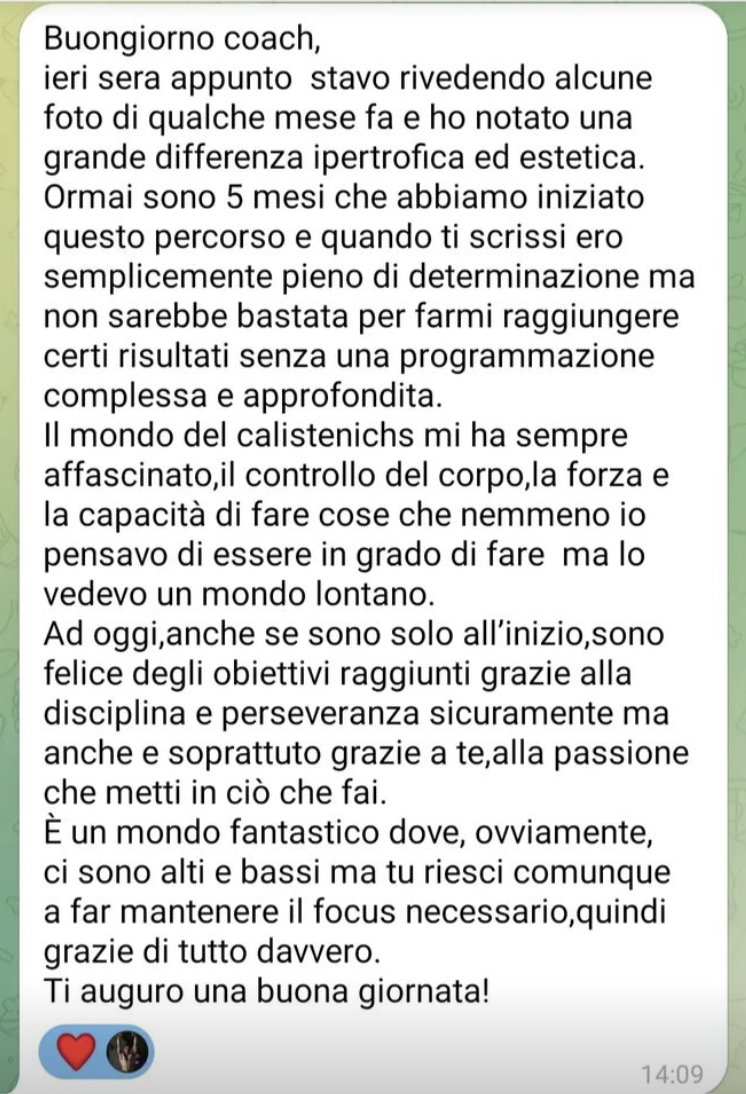 Buongiorno coach,
ieri sera appunto  stavo rivedendo alcune
foto di qualche mese fa e ho notato una
grande differenza ipertrofica ed estetica.
Ormai sono 5 mesi che abbiamo iniziato
questo percorso e quando ti scrissi ero
semplicemente pieno di determinazione ma
non sarebbe bastata per farmi raggiungere
certi risultati senza una programmazione
complessa e approfondita.
Il mondo del calistenichs mi ha sempre
affascinato,il controllo del corpo,la forza e
la capacità di fare cose che nemmeno io
pensavo di essere in grado di fare  ma lo
vedevo un mondo lontano.
Ad oggi,anche se sono solo all’inizio,sono
felice degli obiettivi raggiunti grazie alla
disciplina e perseveranza sicuramente ma
anche e soprattuto grazie a te,alla passione
che metti in ciò che fai.
È un mondo fantastico dove, ovviamente,
ci sono alti e bassi ma tu riesci comunque
a far mantenere il focus necessario,quindi
grazie di tutto davvero.
Ti auguro una buona giornata!
14:09